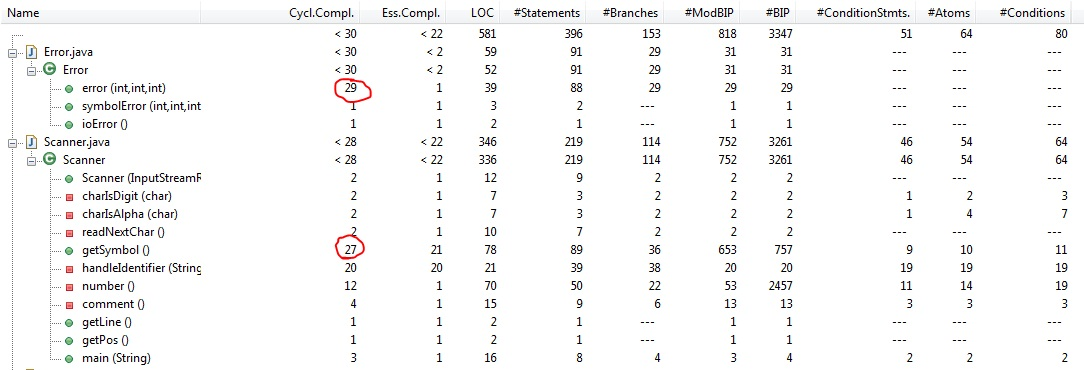 Name Cycl.Compl. Ess.Compl. LOC #Statements #Branches #ModBIP #BIP #ConditionStmts. #Atoms #Conditions
< 30 < 22 581 396 153 818 3347 51 64 80
Error.java < 30 < 2 59 91 29 31 31 --- --- ---
Error < 30 < 2 52 91 29 31 31 --- --- ---
error (int,int,int) 29 1 39 88 29 29 29 --- --- ---
symbolError (int,int,int 1 1 3 2 --- 1 1 --- --- ---
ioError () 1 1 2 1 --- 1 1 --- --- ---
Scanner.java < 28 < 22 346 219 114 752 3261 46 54 64
Scanner < 28 < 22 336 219 114 752 3261 46 54 64
Scanner (InputStreamR 2 1 12 9 2 2 2 --- --- ---
charIsDigit (char) 2 1 7 3 2 2 2 1 2 3
charIsAlpha (char) 2 1 7 3 2 2 2 1 4 7
readNextChar () 2 1 10 7 2 2 2 --- --- ---
getSymbol () 27 21 78 89 36 653 757 9 10 11
handleIdentifier (String 20 20 21 39 38 20 20 19 19 19
number () 12 1 70 50 22 53 2457 11 14 19
comment () 4 1 15 9 6 13 13 3 3 3
getLine () 1 1 2 1 --- 1 1 --- --- ---
getPos () 1 1 2 1 --- 1 1 --- --- ---
main (String) 3 1 16 8 4 3 4 2 2 2